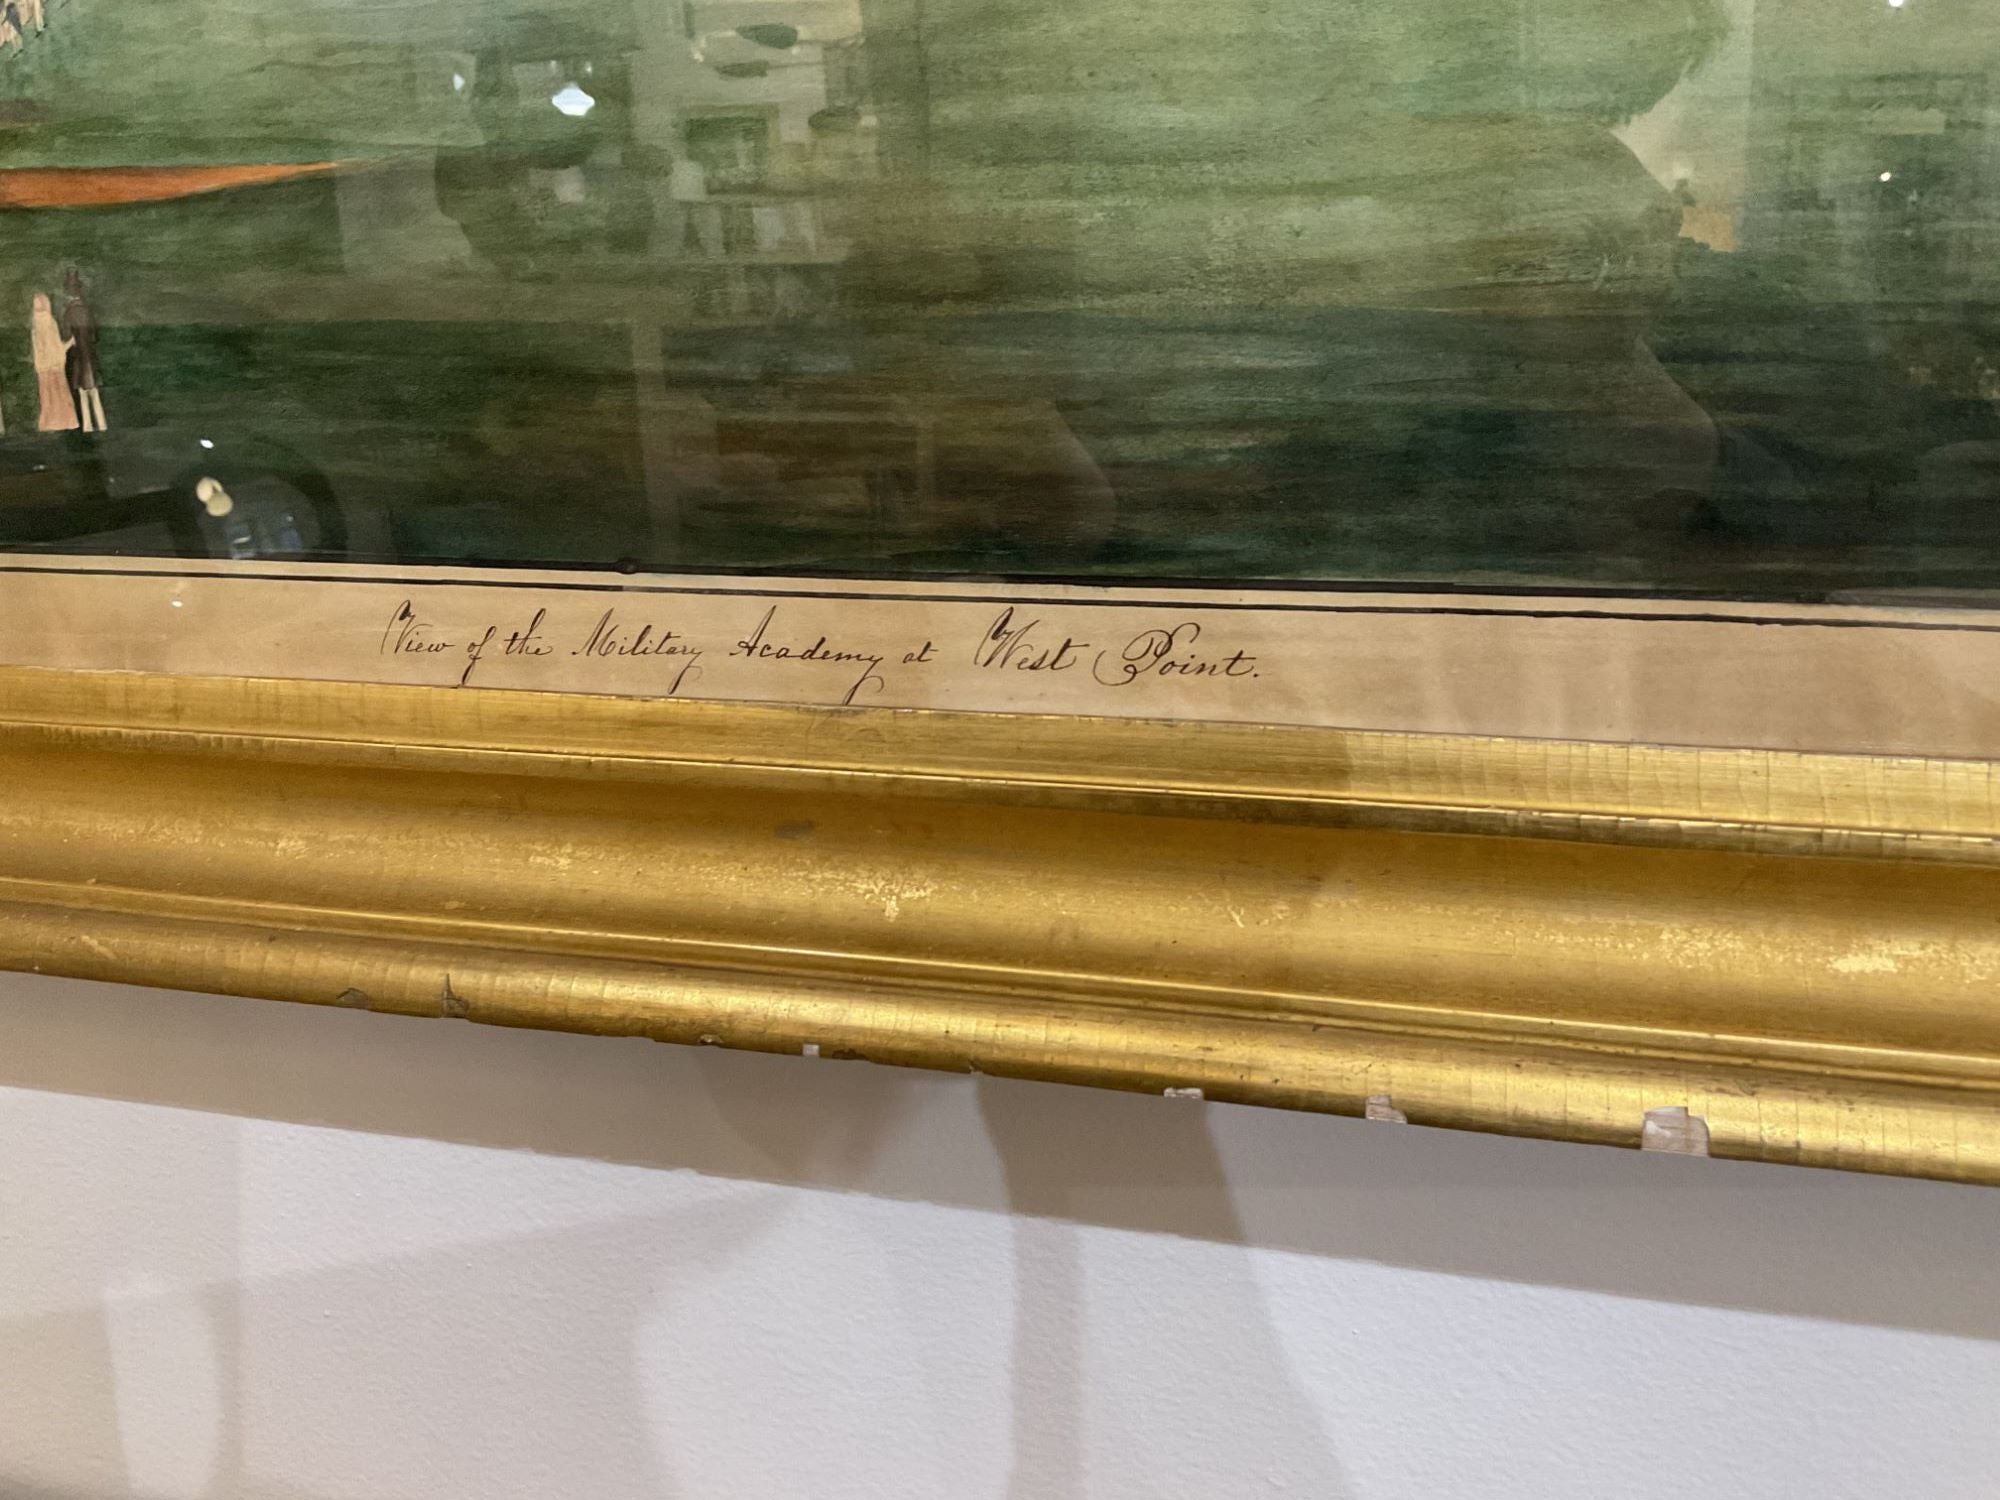 View of the Military Academy at West Point.